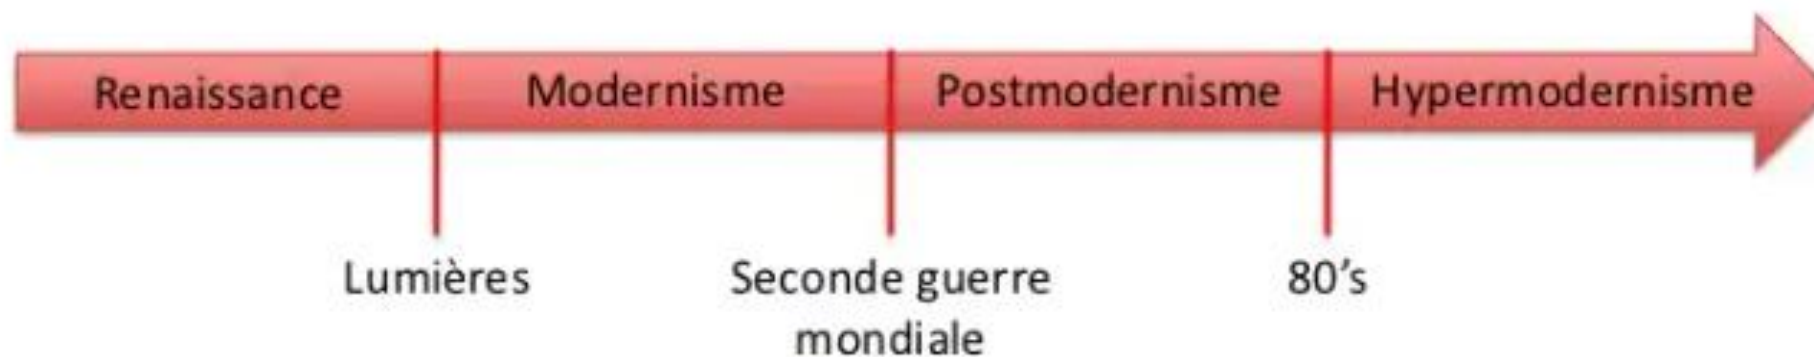 Renaissance
Modernisme
Postmodernisme
Hypermodernisme
Lumières
Seconde guerre
mondiale
80’s